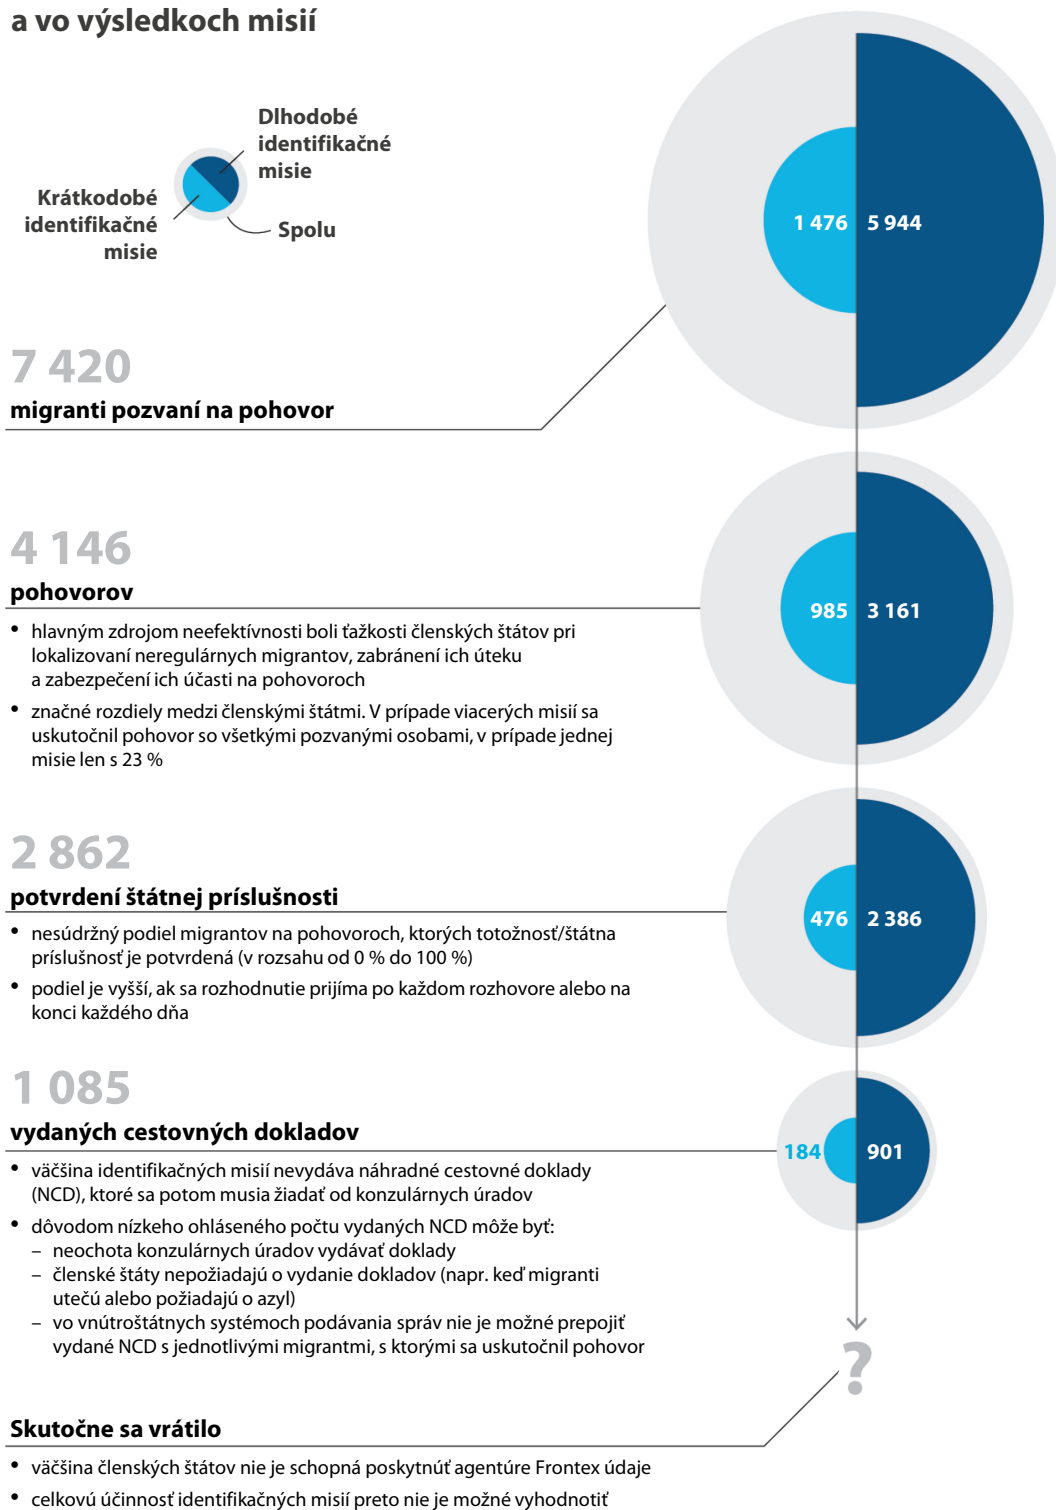 a vo výsledkoch misií
Dlhodobé
identifikačné
misie
Krátkodobé
identifikačné
misie
Spolu
1 476 5 944
7 420
migranti pozvaní na pohovor
4 146
pohovorov
985 3 161
• hlavným zdrojom neefektívnosti boli ťažkosti členských štátov pri
lokalizovaní neregulárnych migrantov, zabránení ich úteku
a zabezpečení ich účasti na pohovoroch
• značné rozdiely medzi členskými štátmi. V prípade viacerých misií sa
uskutočnil pohovor so všetkými pozvanými osobami, v prípade jednej
misie len s 23 %
2 862
potvrdení štátnej príslušnosti
476 2 386
• nesúdržný podiel migrantov na pohovoroch, ktorých totožnosť/štátna
príslušnosť je potvrdená (v rozsahu od 0 % do 100 %)
• podiel je vyšší, ak sa rozhodnutie prijíma po každom rozhovore alebo na
konci každého dňa
1 085
vydaných cestovných dokladov
184 901
• väčšina identifikačných misií nevydáva náhradné cestovné doklady
(NCD), ktoré sa potom musia žiadať od konzulárnych úradov
• dôvodom nízkeho ohláseného počtu vydaných NCD môže byť:
– neochota konzulárnych úradov vydávať doklady
– členské štáty nepožiadajú o vydanie dokladov (napr. keď migranti
utečú alebo požiadajú o azyl)
– vo vnútroštátnych systémoch podávania správ nie je možné prepojiť
vydané NCD s jednotlivými migrantmi, s ktorými sa uskutočnil pohovor
?
Skutočne sa vrátilo
• väčšina členských štátov nie je schopná poskytnúť agentúre Frontex údaje
• celkovú účinnosť identifikačných misií preto nie je možné vyhodnotiť